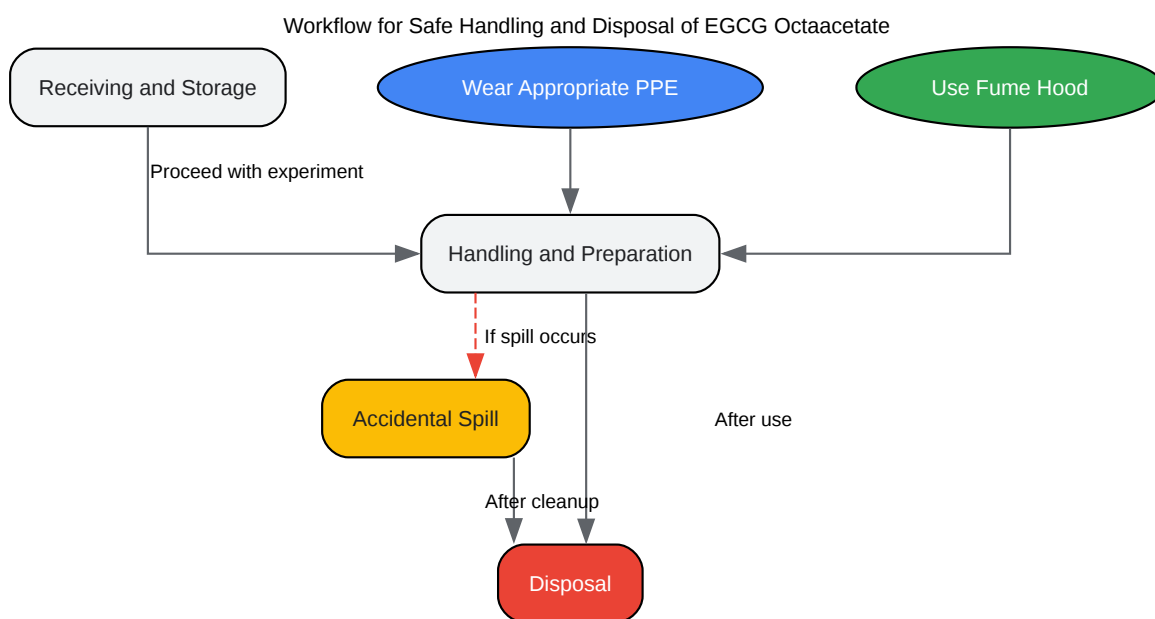 Workflow for Safe Handling and Disposal of EGCG Octaacetate
Receiving and Storage
Wear Appropriate PPE
Use Fume Hood
Proceed with experiment
Handling and Preparation
If spill occurs
Accidental Spill
After use
After cleanup
Disposal